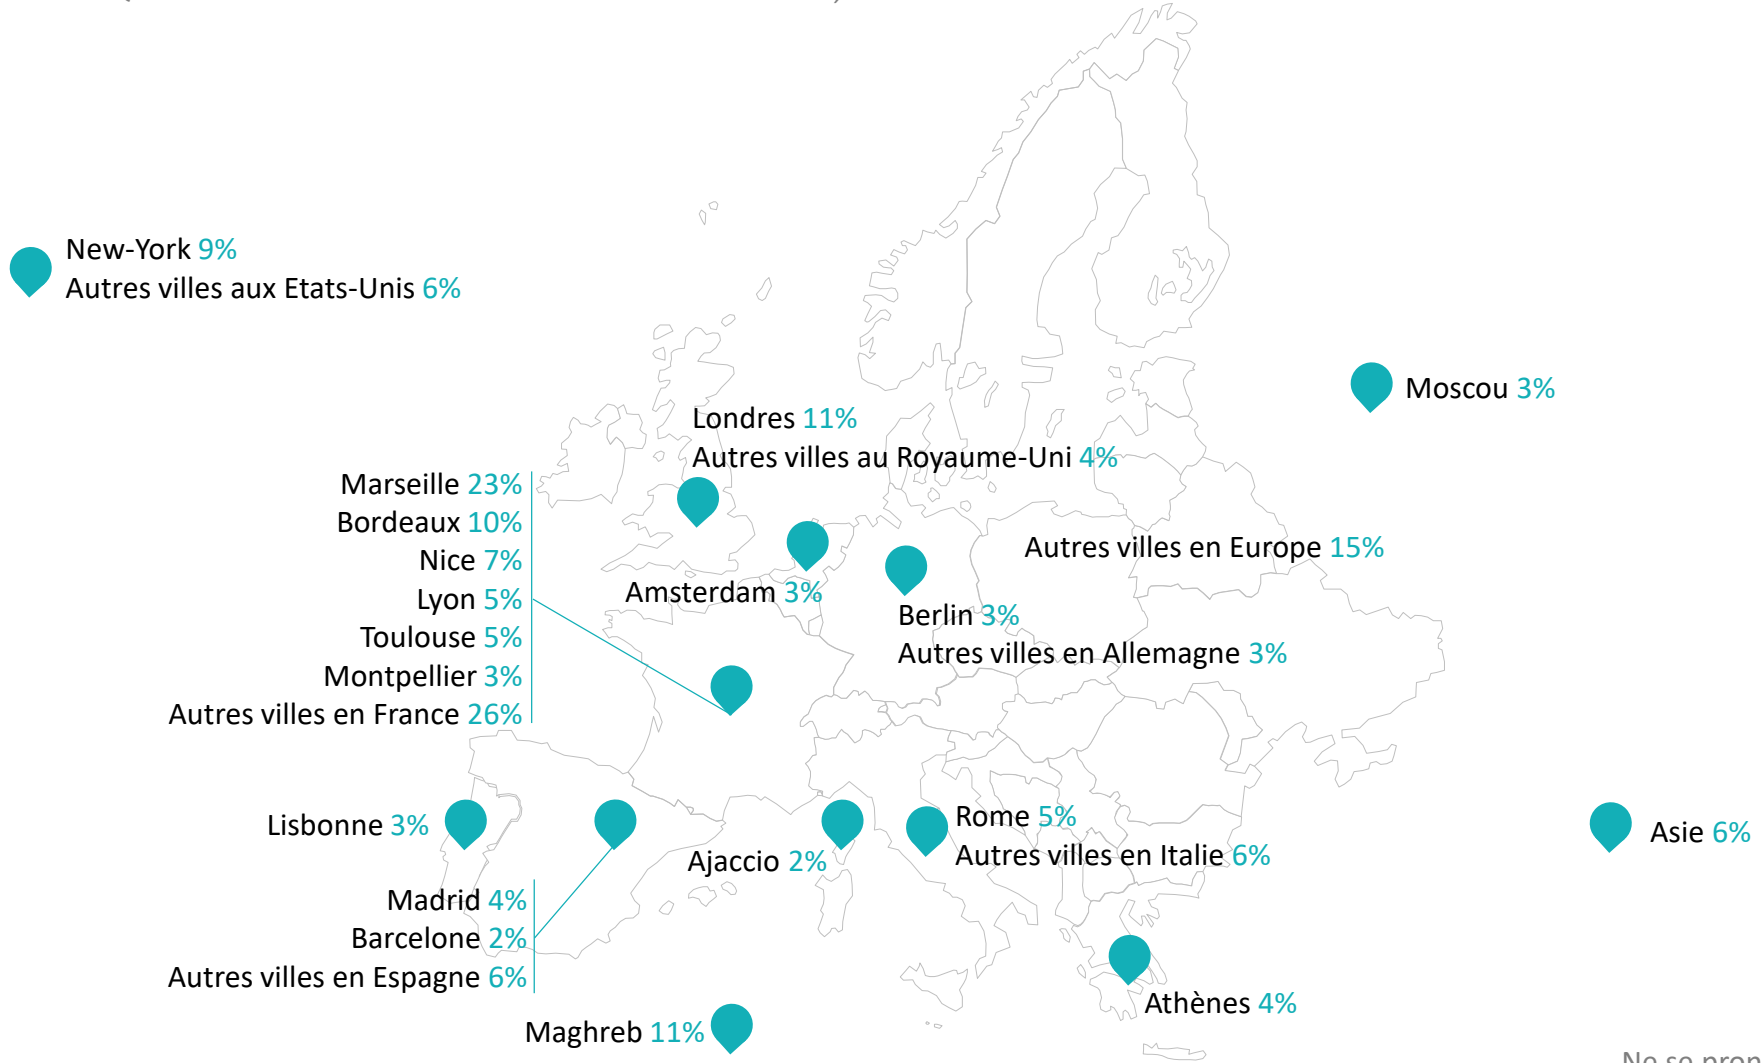 New-York 9%
Autres villes aux Etats-Unis 6%
Moscou 3%
Londres 11%
Autres villes au Royaume-Uni 4%
Marseille 23%
Bordeaux 10%
Nice 7%
Lyon 5%
Toulouse 5%
Montpellier 3%
Autres villes en France 26%
Amsterdam 3%
Autres villes en Europe 15%
Berlin 3%
Autres villes en Allemagne 3%
Lisbonne 3%
Ajaccio 2%
Rome 5%
Autres villes en Italie 6%
Asie 6%
Madrid 4%
Barcelone 2%
Autres villes en Espagne 6%
Athènes 4%
Maghreb 11%
Ne se